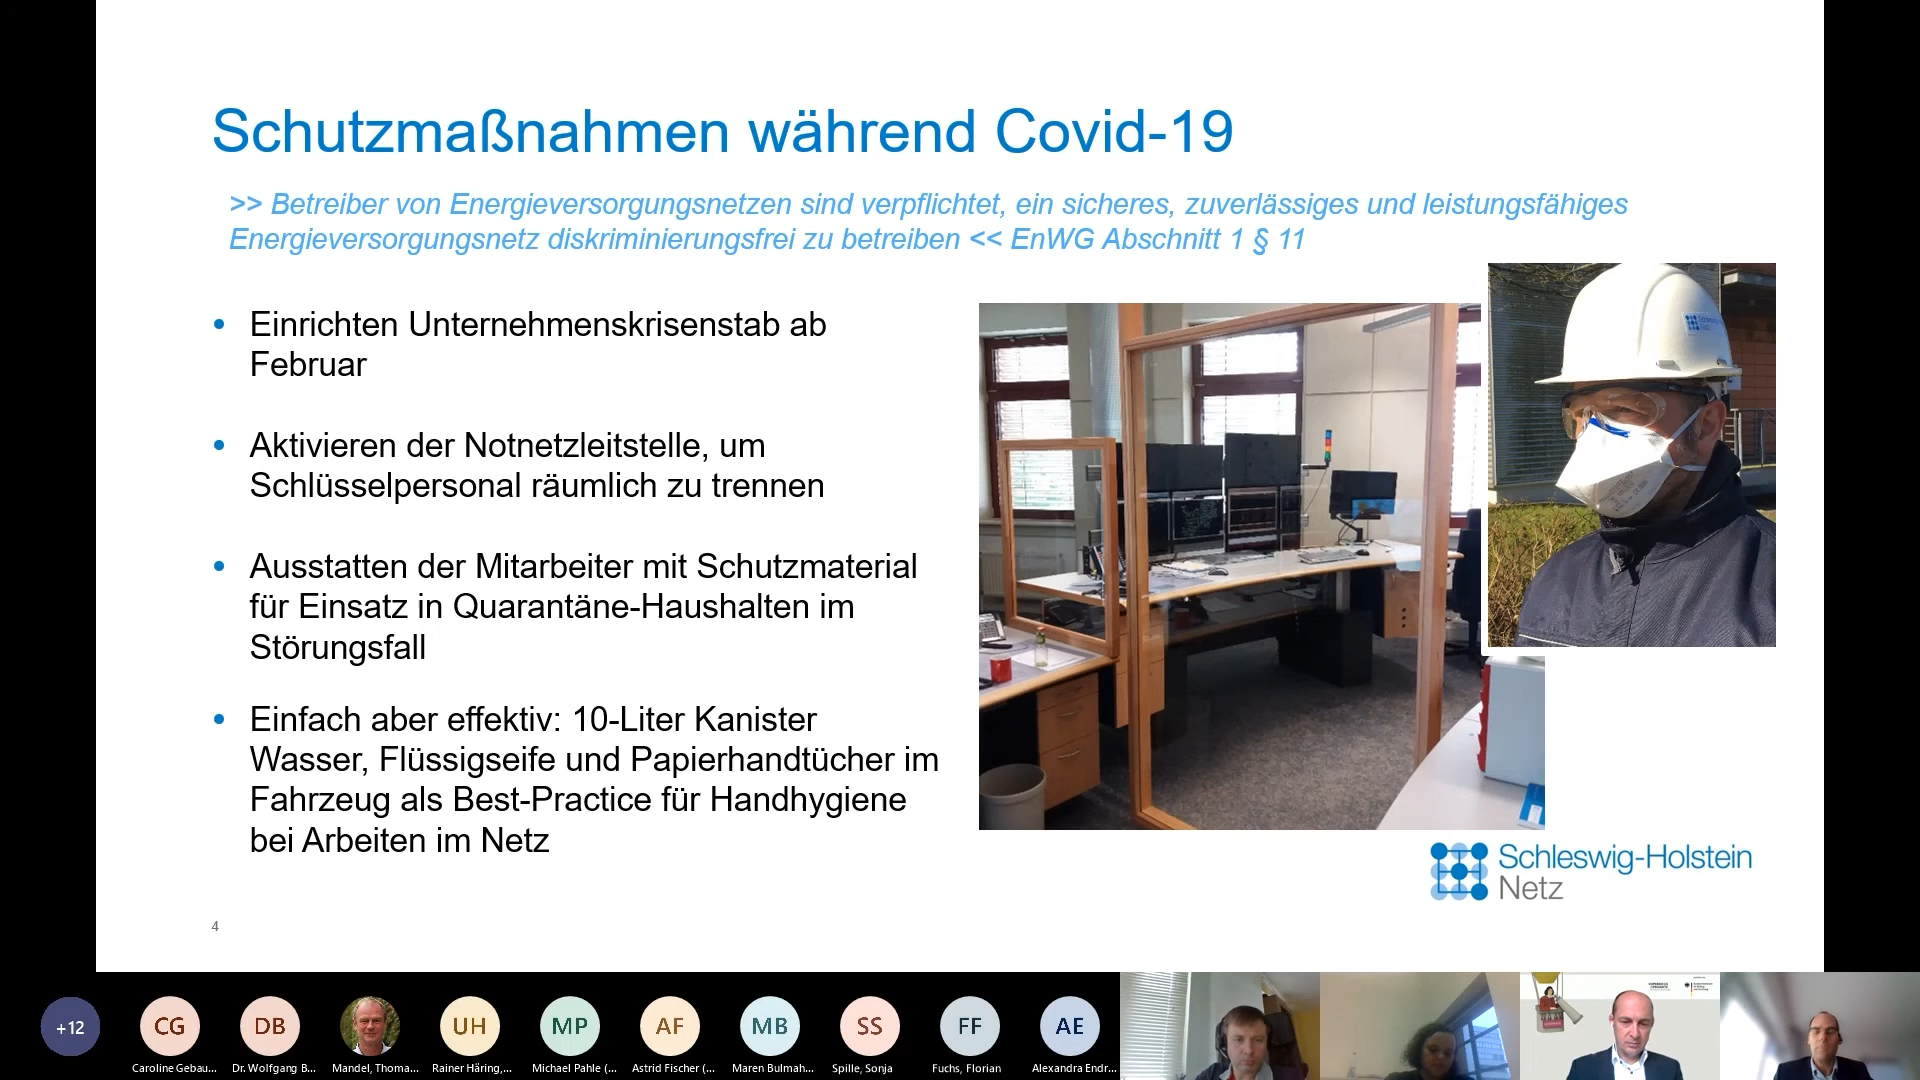 Schutzmaßnahmen während Covid-19
>> Betreiber von Energieversorgungsnetzen sind verpflichtet, ein sicheres, zuverlässiges und leistungsfähiges
Energieversorgungsnetz diskriminierungsfrei zu betreiben << EnWG Abschnitt 1 § 11
• Einrichten Unternehmenskrisenstab ab
Februar
• Aktivieren der Notnetzleitstelle, um
Schlüsselpersonal räumlich zu trennen
• Ausstatten der Mitarbeiter mit Schutzmaterial
für Einsatz in Quarantäne-Haushalten im
Störungsfall
• Einfach aber effektiv: 10-Liter Kanister
Wasser, Flüssigseife und Papierhandtücher im
Fahrzeug als Best-Practice für Handhygiene
bei Arbeiten im Netz
Schleswig-Holstein
Netz
4
+12
CG
DB
UH
MP
AF
MB
SS
FF
AE
Caroline Gebau...
Dr. Wolfgang B...
Mandel, Thoma...
Rainer Häring,...
Michael Pahle (...
Astrid Fischer (...
Maren Bulmah...
Spille, Sonja
Fuchs, Florian
Alexandra Endr...